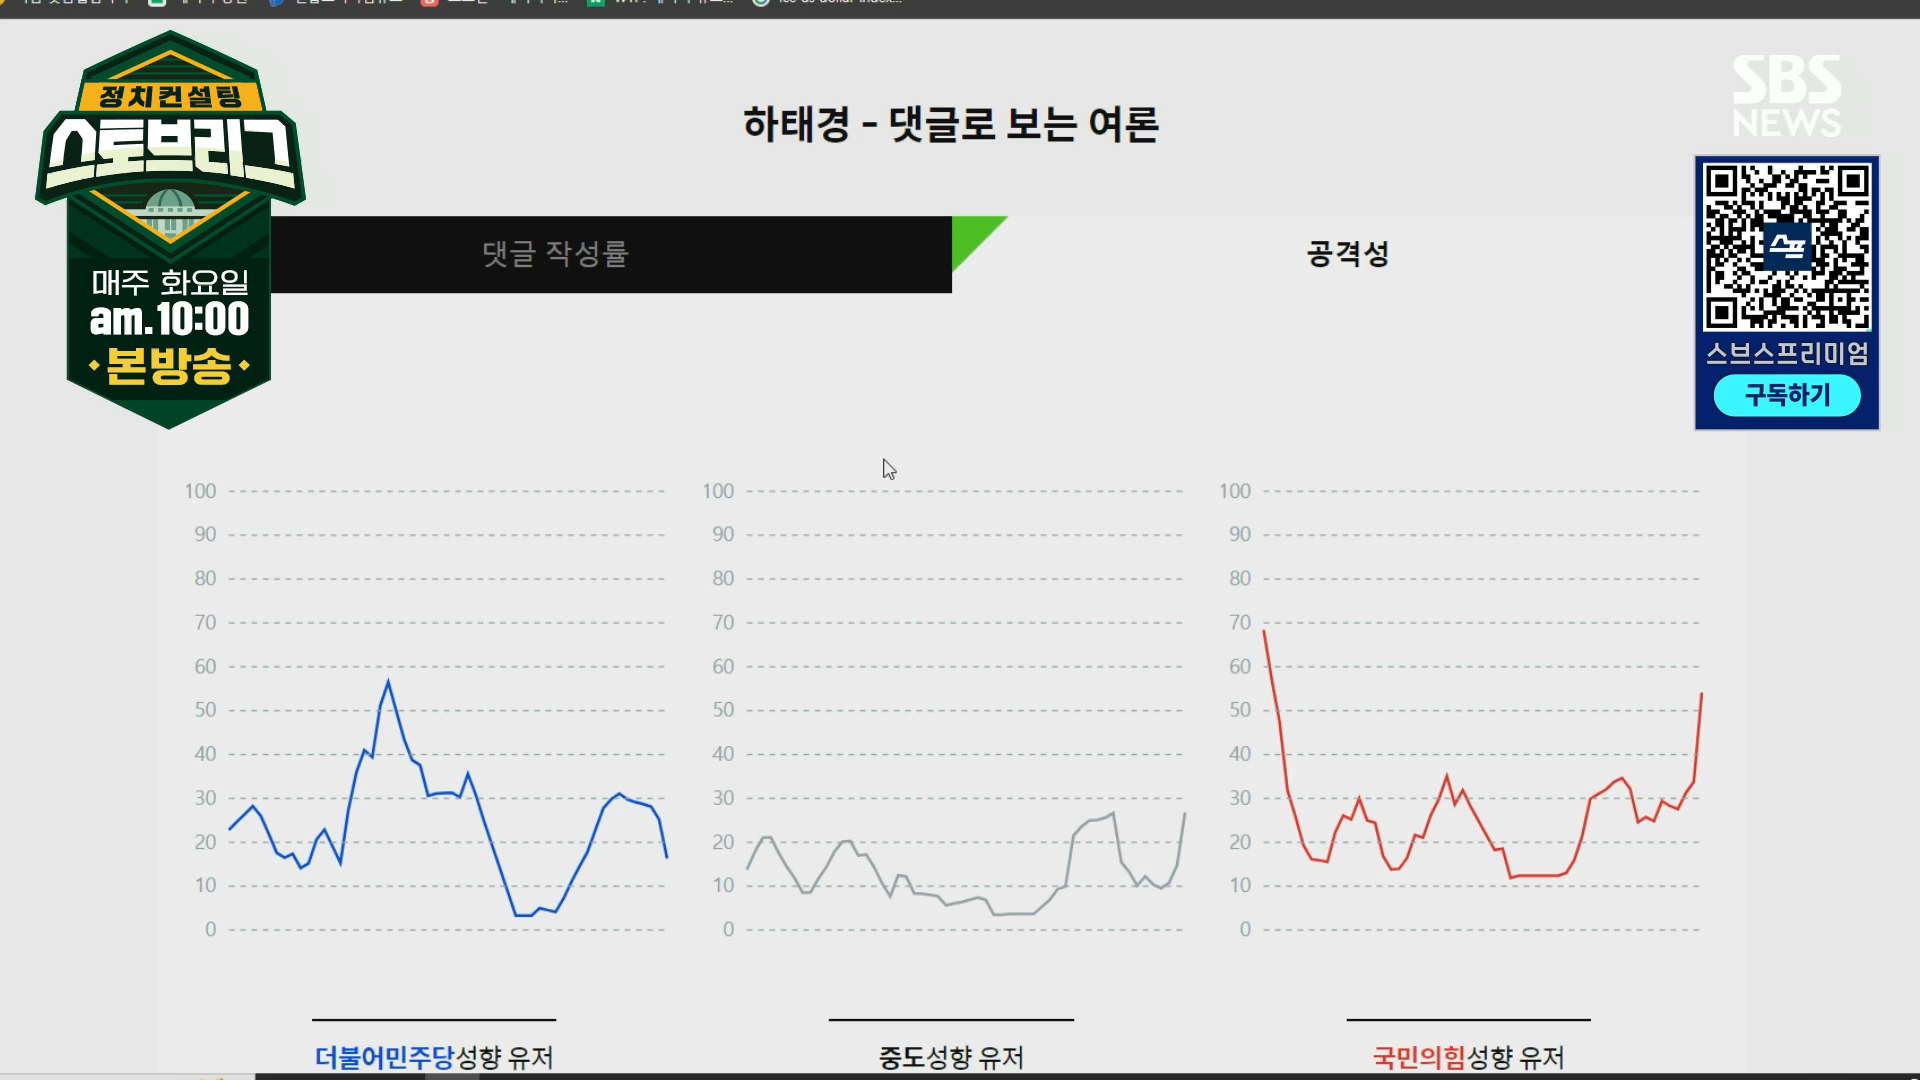 정치컨설팅
스토브리그
매주 화요일
am.10:00
본방송
하태경 - 댓글로 보는 여론
SBS
NEWS
스프
스브스프리미엄
구독하기
댓글 작성률
공격성
100
90
80
70
60
50
40
30
20
10
0
100
90
80
70
60
50
40
30
20
10
0
100
90
80
70
60
50
40
30
20
10
0
더불어민주당성향 유저
중도성향 유저
국민의힘성향 유저